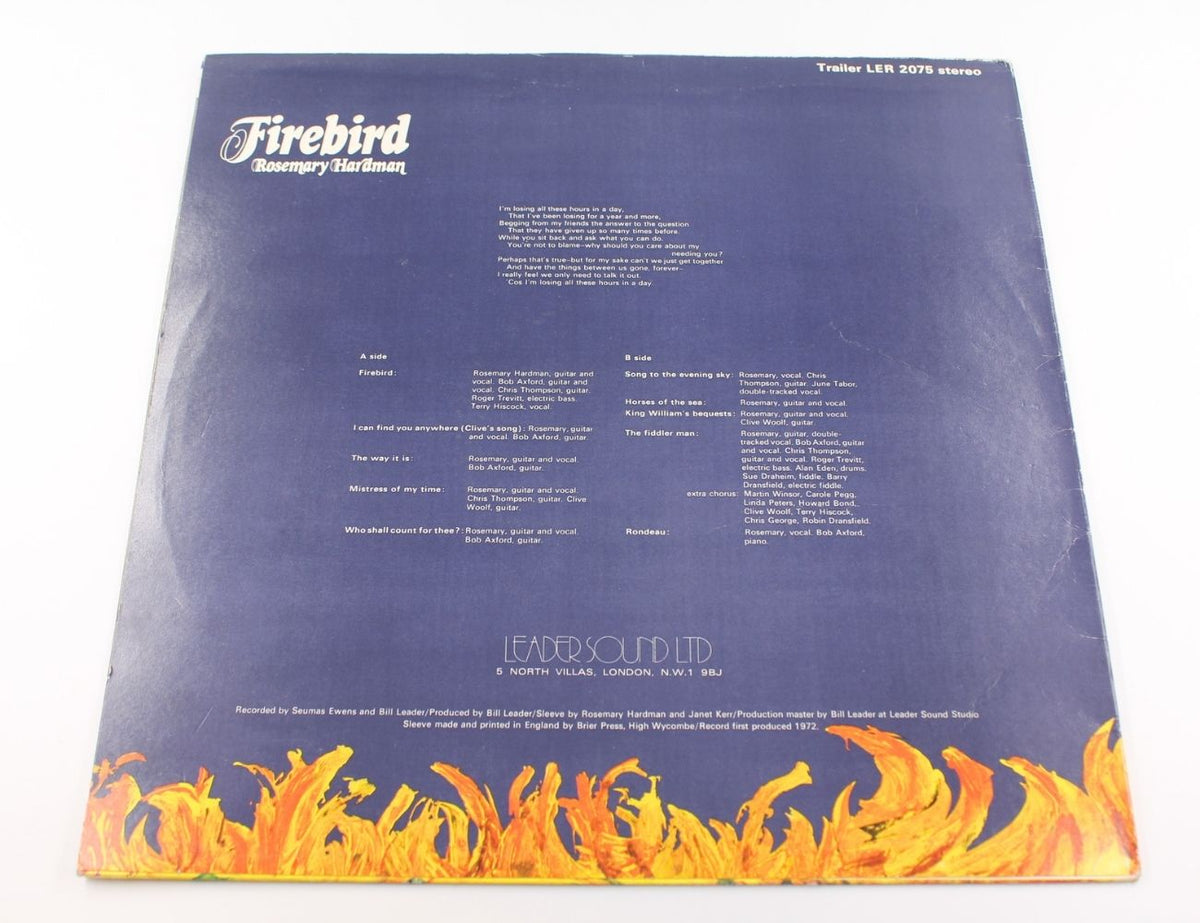 Trailer LER 2075 stereo
Firebird
Rosemary Hardman
I'm losing all these hours in a day,
That I've been losing for a year and more,
Begging from my friends the answer to the question
That they have given up so many times before.
While you sit back and ask what you can do.
You're not to blame–why should you care about my
needing you?
Perhaps that's true–but for my sake can't we just get together
And have the things between us gone, forever–
I really feel we only need to talk it out.
'Cos I'm losing all these hours in a day.
A side
Firebird: Rosemary Hardman, guitar and
vocal. Bob Axford, guitar and
vocal. Chris Thompson, guitar.
Roger Trevitt, electric bass.
Terry Hiscock, vocal.
I can find you anywhere (Clive's song): Rosemary, guitar
and vocal. Bob Axford, guitar.
The way it is: Rosemary, guitar and vocal.
Bob Axford, guitar.
Mistress of my time: Rosemary, guitar and vocal.
Chris Thompson, guitar. Clive
Woolf, guitar.
Who shall count for thee?: Rosemary, guitar and vocal.
Bob Axford, guitar.
B side
Song to the evening sky: Rosemary, vocal. Chris
Thompson, guitar. June Tabor,
double-tracked vocal.
Horses of the sea: Rosemary, guitar and vocal.
King William's bequests: Rosemary, guitar and vocal.
Clive Woolf, guitar.
The fiddler man: Rosemary, guitar, double-
tracked vocal. Bob Axford, guitar
and vocal. Chris Thompson,
guitar and vocal. Roger Trevitt,
electric bass. Alan Eden, drums.
Sue Draheim, fiddle. Barry
Dransfield, electric fiddle.
extra chorus: Martin Winsor, Carole Pegg,
Linda Peters, Howard Bond,
Clive Woolf, Terry Hiscock,
Chris George, Robin Dransfield.
Rondeau: Rosemary, vocal. Bob Axford,
piano.
LEADER SOUND LTD
5 NORTH VILLAS, LONDON, N.W.1 9BJ
Recorded by Seumas Ewens and Bill Leader/Produced by Bill Leader/Sleeve by Rosemary Hardman and Janet Kerr/Production master by Bill Leader at Leader Sound Studio
Sleeve made and printed in England by Brier Press, High Wycombe/Record first produced 1972.